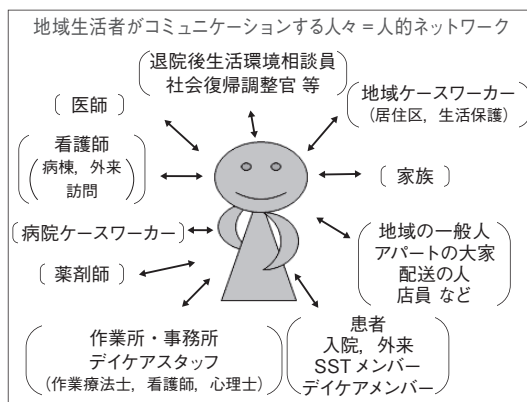 地域生活者がコミュニケーションする人々＝人的ネットワーク
退院後生活環境相談員
社会復帰調整官 等
医師
地域ケースワーカー
(居住区，生活保護)
看護師
(病棟，外来
訪問)
家族
病院ケースワーカー
地域の一般人
アパートの大家
配送の人
店員 など
薬剤師
作業所・事務所
デイケアスタッフ
(作業療法士，看護師，心理士)
患者
入院，外来
SSTメンバー
デイケアメンバー